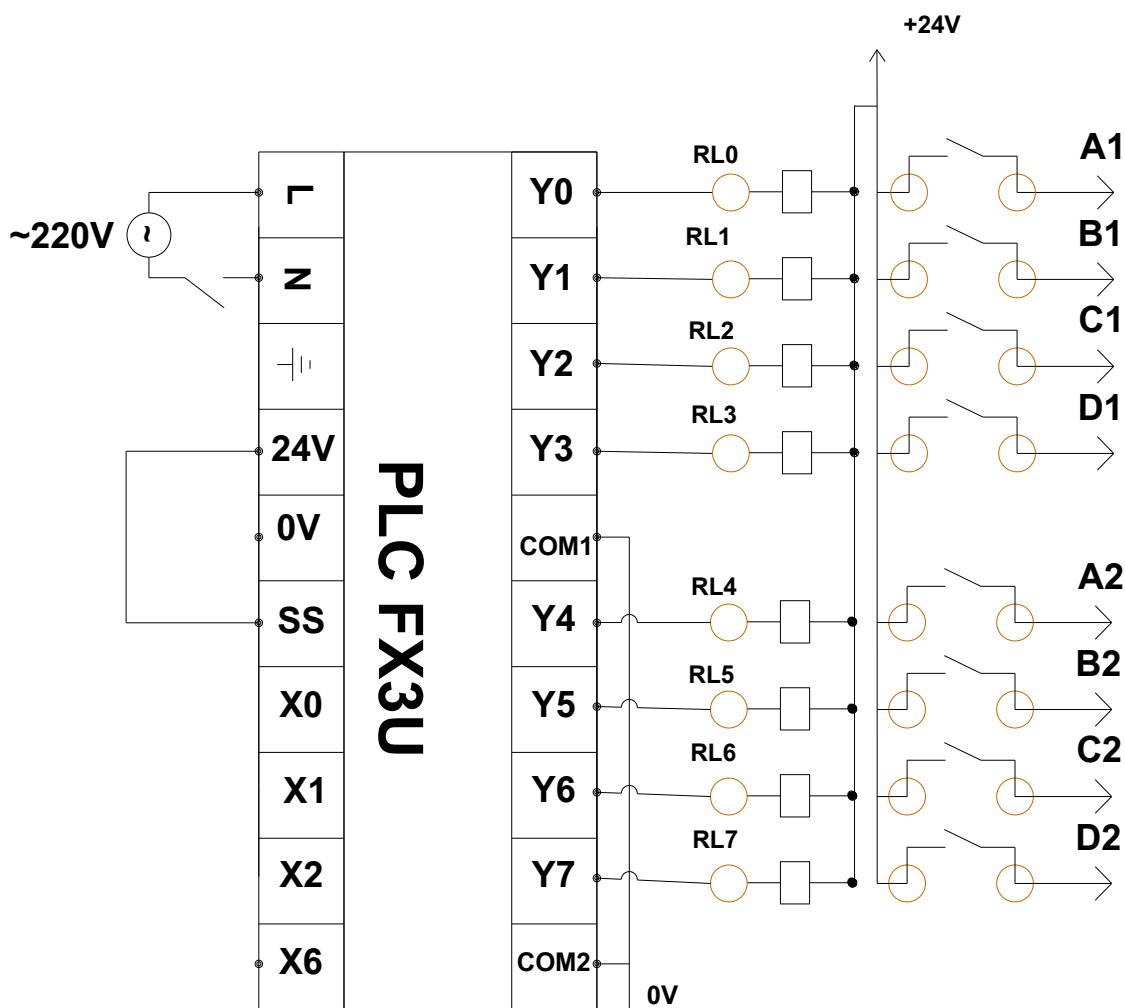 +24V
~220V
~
L
N
24V
0V
SS
X0
X1
X2
X6
PLC FX3U
Y0
Y1
Y2
Y3
COM1
Y4
Y5
Y6
Y7
COM2
RL0
RL1
RL2
RL3
RL4
RL5
RL6
RL7
0V
A1
B1
C1
D1
A2
B2
C2
D2